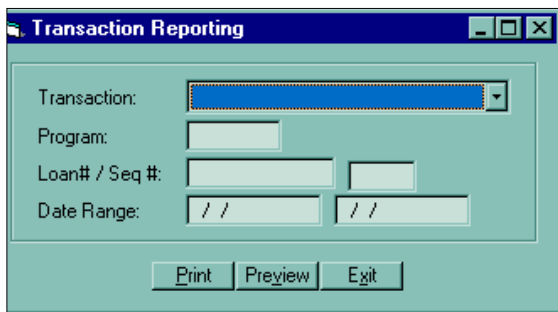 Transaction Reporting
Transaction:
Program:
Loan# / Seq #:
Date Range: / / / /
Print Preview Exit